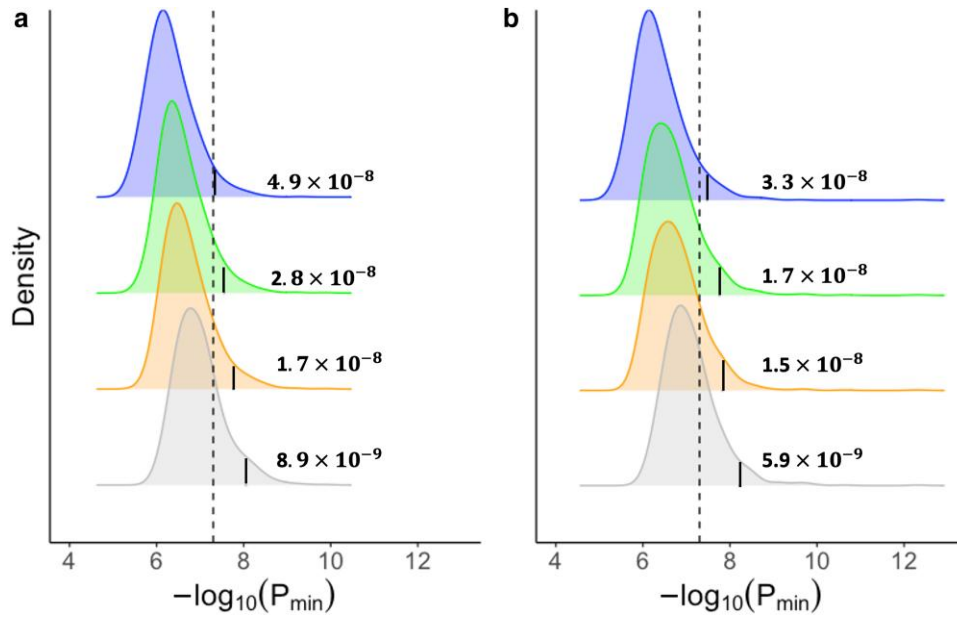 a
b
Density
4.9 × 10⁻⁸
2.8 × 10⁻⁸
1.7 × 10⁻⁸
8.9 × 10⁻⁹
4 6 8 10 12
−log₁₀(Pₘᵢₙ)
3.3 × 10⁻⁸
1.7 × 10⁻⁸
1.5 × 10⁻⁸
5.9 × 10⁻⁹
4 6 8 10 12
−log₁₀(Pₘᵢₙ)